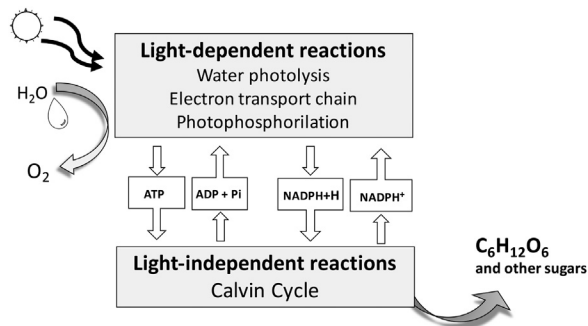 Light-dependent reactions
Water photolysis
Electron transport chain
Photophosphorilation
H₂O
O₂
ATP
ADP + Pi
NADPH+H
NADPH⁺
Light-independent reactions
Calvin Cycle
C₆H₁₂O₆
and other sugars